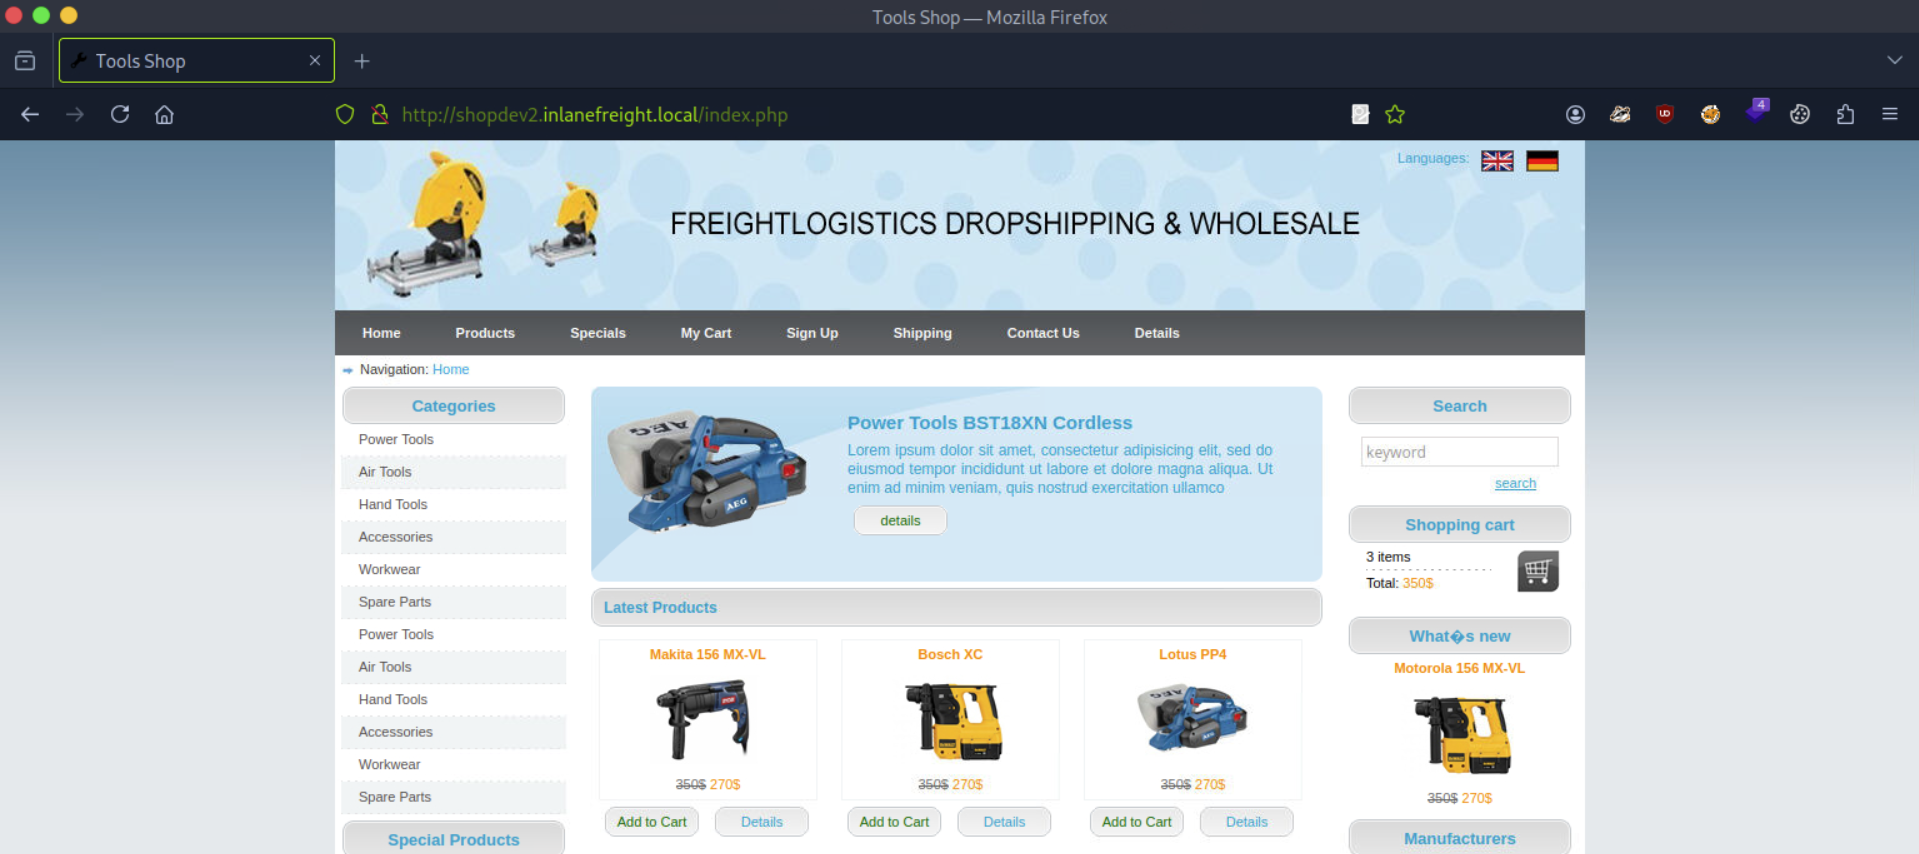 Tools Shop — Mozilla Firefox
Tools Shop
http://shopdev2.inlanefreight.local/index.php
4
Languages:
FREIGHTLOGISTICS DROPSHIPPING & WHOLESALE
Home Products Specials My Cart Sign Up Shipping Contact Us Details
Navigation: Home
Categories
Power Tools
Air Tools
Hand Tools
Accessories
Workwear
Spare Parts
Power Tools
Air Tools
Hand Tools
Accessories
Workwear
Spare Parts
Special Products
AEG
AEG
Power Tools BST18XN Cordless
Lorem ipsum dolor sit amet, consectetur adipisicing elit, sed do
eiusmod tempor incididunt ut labore et dolore magna aliqua. Ut
enim ad minim veniam, quis nostrud exercitation ullamco
details
Latest Products
Makita 156 MX-VL
350$ 270$
Add to Cart Details
Bosch XC
350$ 270$
Add to Cart Details
Lotus PP4
350$ 270$
Add to Cart Details
Search
keyword
search
Shopping cart
3 items
Total: 350$
What�s new
Motorola 156 MX-VL
350$ 270$
Manufacturers